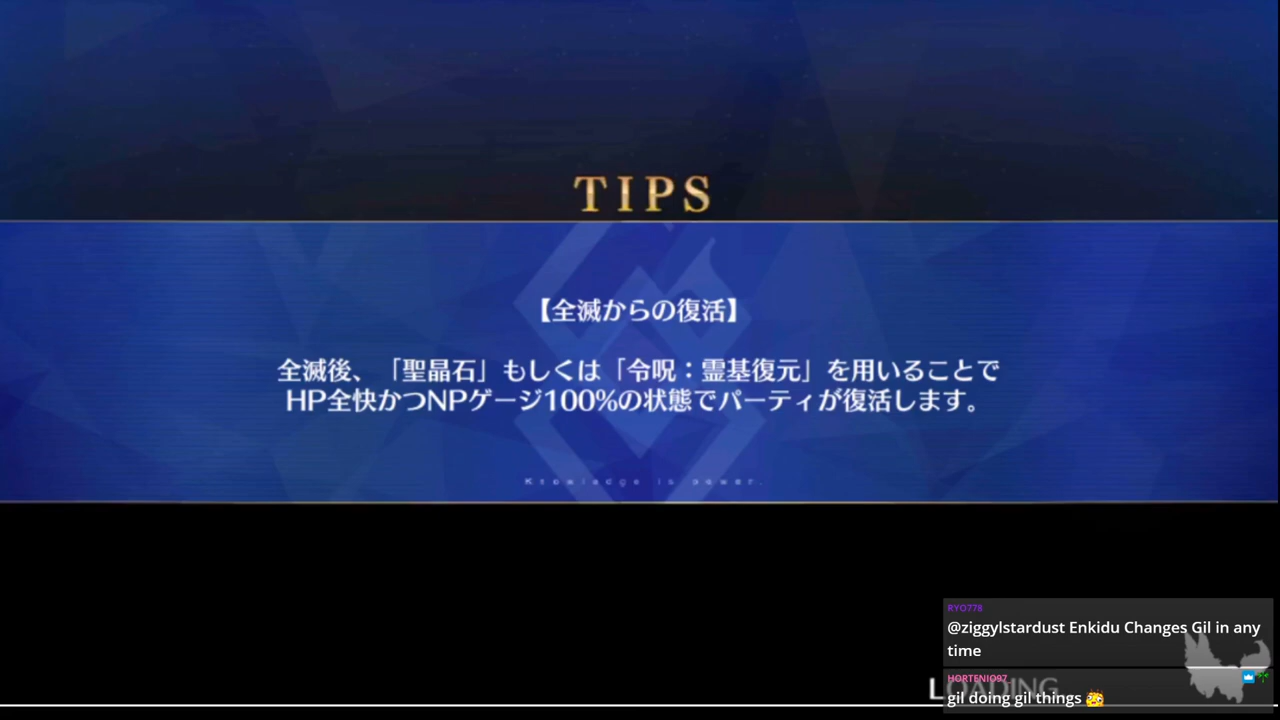 TIPS
【全滅からの復活】
全滅後、「聖晶石」もしくは「令呪：霊基復元」を用いることで
HP全快かつNPゲージ100%の状態でパーティが復活します。
Knowledge is power.
RYO778
@ziggylstardust Enkidu Changes Gil in any
time
LOADING
HORTENIO97_
gil doing gil things